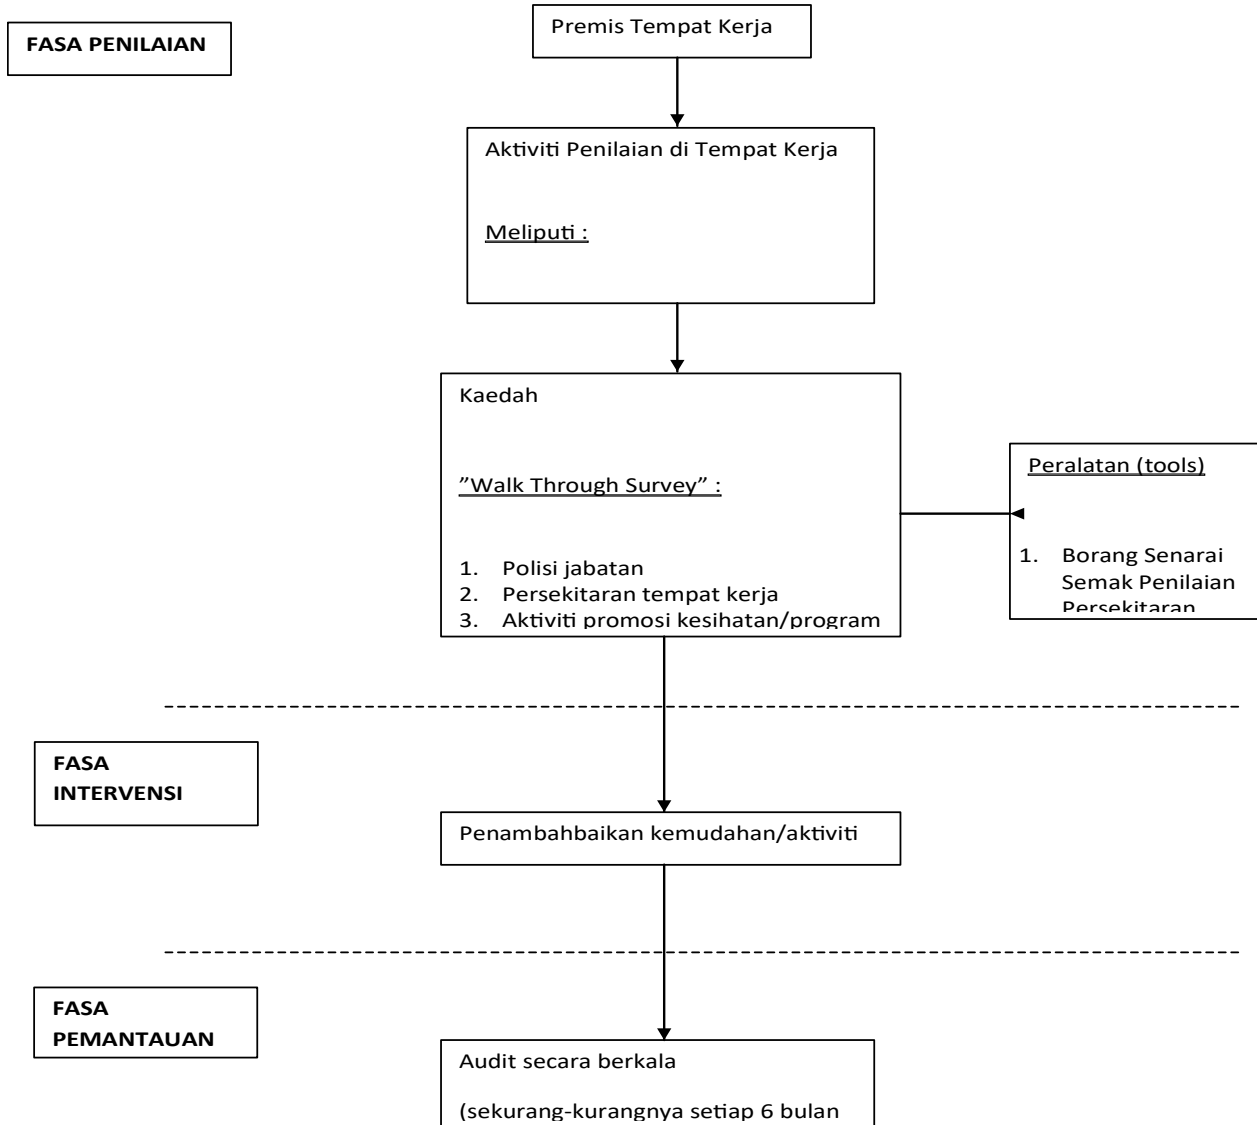 FASA PENILAIAN
Premis Tempat Kerja
Aktiviti Penilaian di Tempat Kerja
Meliputi :
Kaedah
”Walk Through Survey” :
1. Polisi jabatan
2. Persekitaran tempat kerja
3. Aktiviti promosi kesihatan/program
Peralatan (tools)
1. Borang Senarai
Semak Penilaian
Persekitaran
FASA
INTERVENSI
Penambahbaikan kemudahan/aktiviti
FASA
PEMANTAUAN
Audit secara berkala
(sekurang-kurangnya setiap 6 bulan